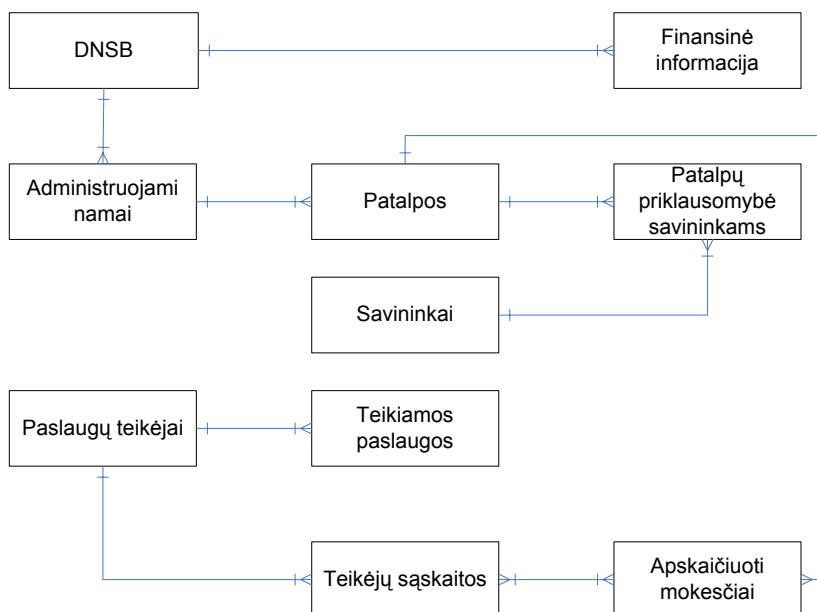 DNSB
Finansinė
informacija
Administruojami
namai
Patalpos
Patalpų
priklausomybė
savininkams
Savininkai
Paslaugų teikėjai
Teikiamos
paslaugos
Teikėjų sąskaitos
Apskaičiuoti
mokesčiai